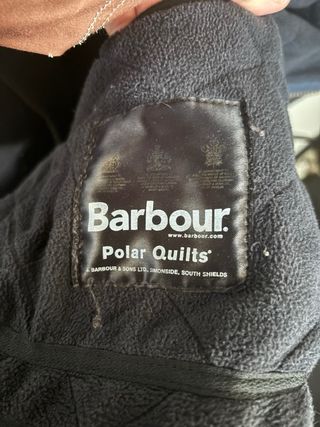 Barbour.
www.barbour.com
Polar Quilts®
J. BARBOUR & SONS LTD, SIMONSIDE, SOUTH SHIELDS